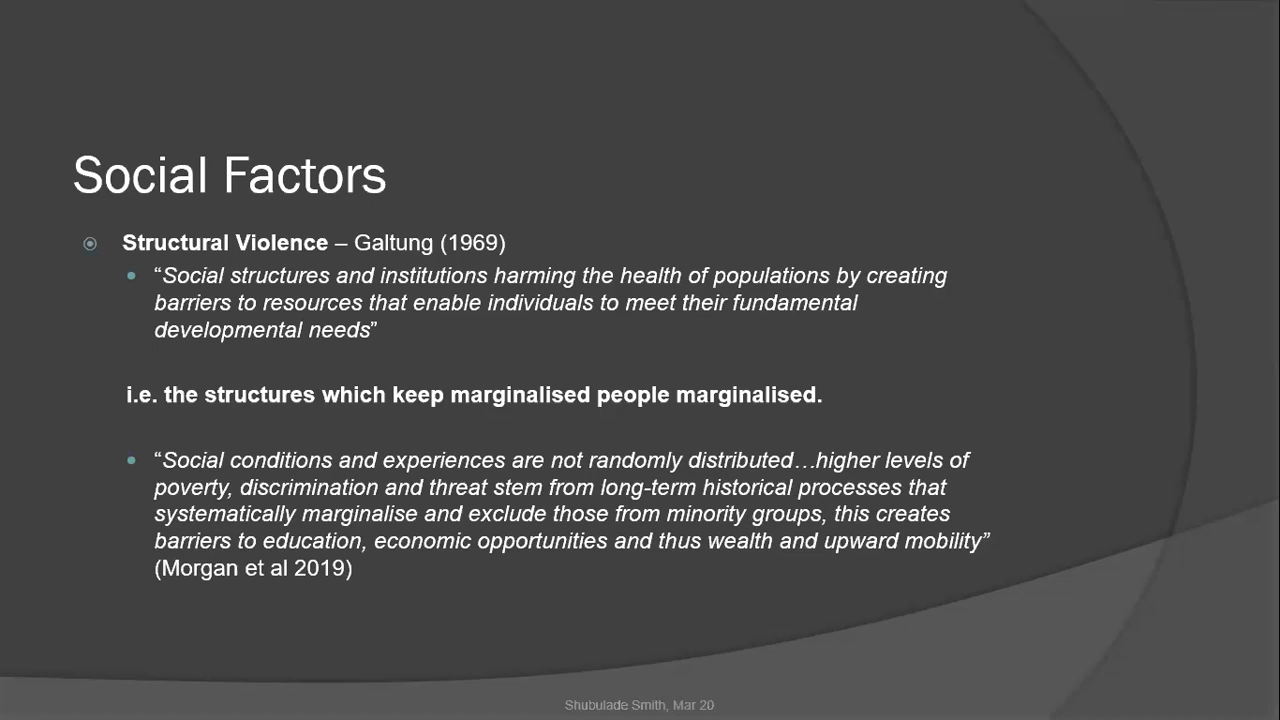 Social Factors
Structural Violence – Galtung (1969)
“Social structures and institutions harming the health of populations by creating
barriers to resources that enable individuals to meet their fundamental
developmental needs”
i.e. the structures which keep marginalised people marginalised.
“Social conditions and experiences are not randomly distributed…higher levels of
poverty, discrimination and threat stem from long-term historical processes that
systematically marginalise and exclude those from minority groups, this creates
barriers to education, economic opportunities and thus wealth and upward mobility”
(Morgan et al 2019)
Shubulade Smith, Mar 20